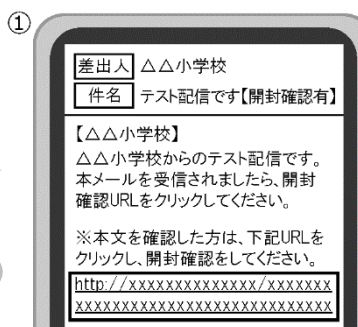 ①
差出人 △△小学校
件名 テスト配信です【開封確認有】
【△△小学校】
△△小学校からのテスト配信です。
本メールを受信されましたら、開封
確認URLをクリックしてください。
※本文を確認した方は、下記URLを
クリックし、開封確認をしてください。
http://xxxxxxxxxxxxxx/xxxxxxx
xxxxxxxxxxxxxxxxxxxxxxxxxxxx